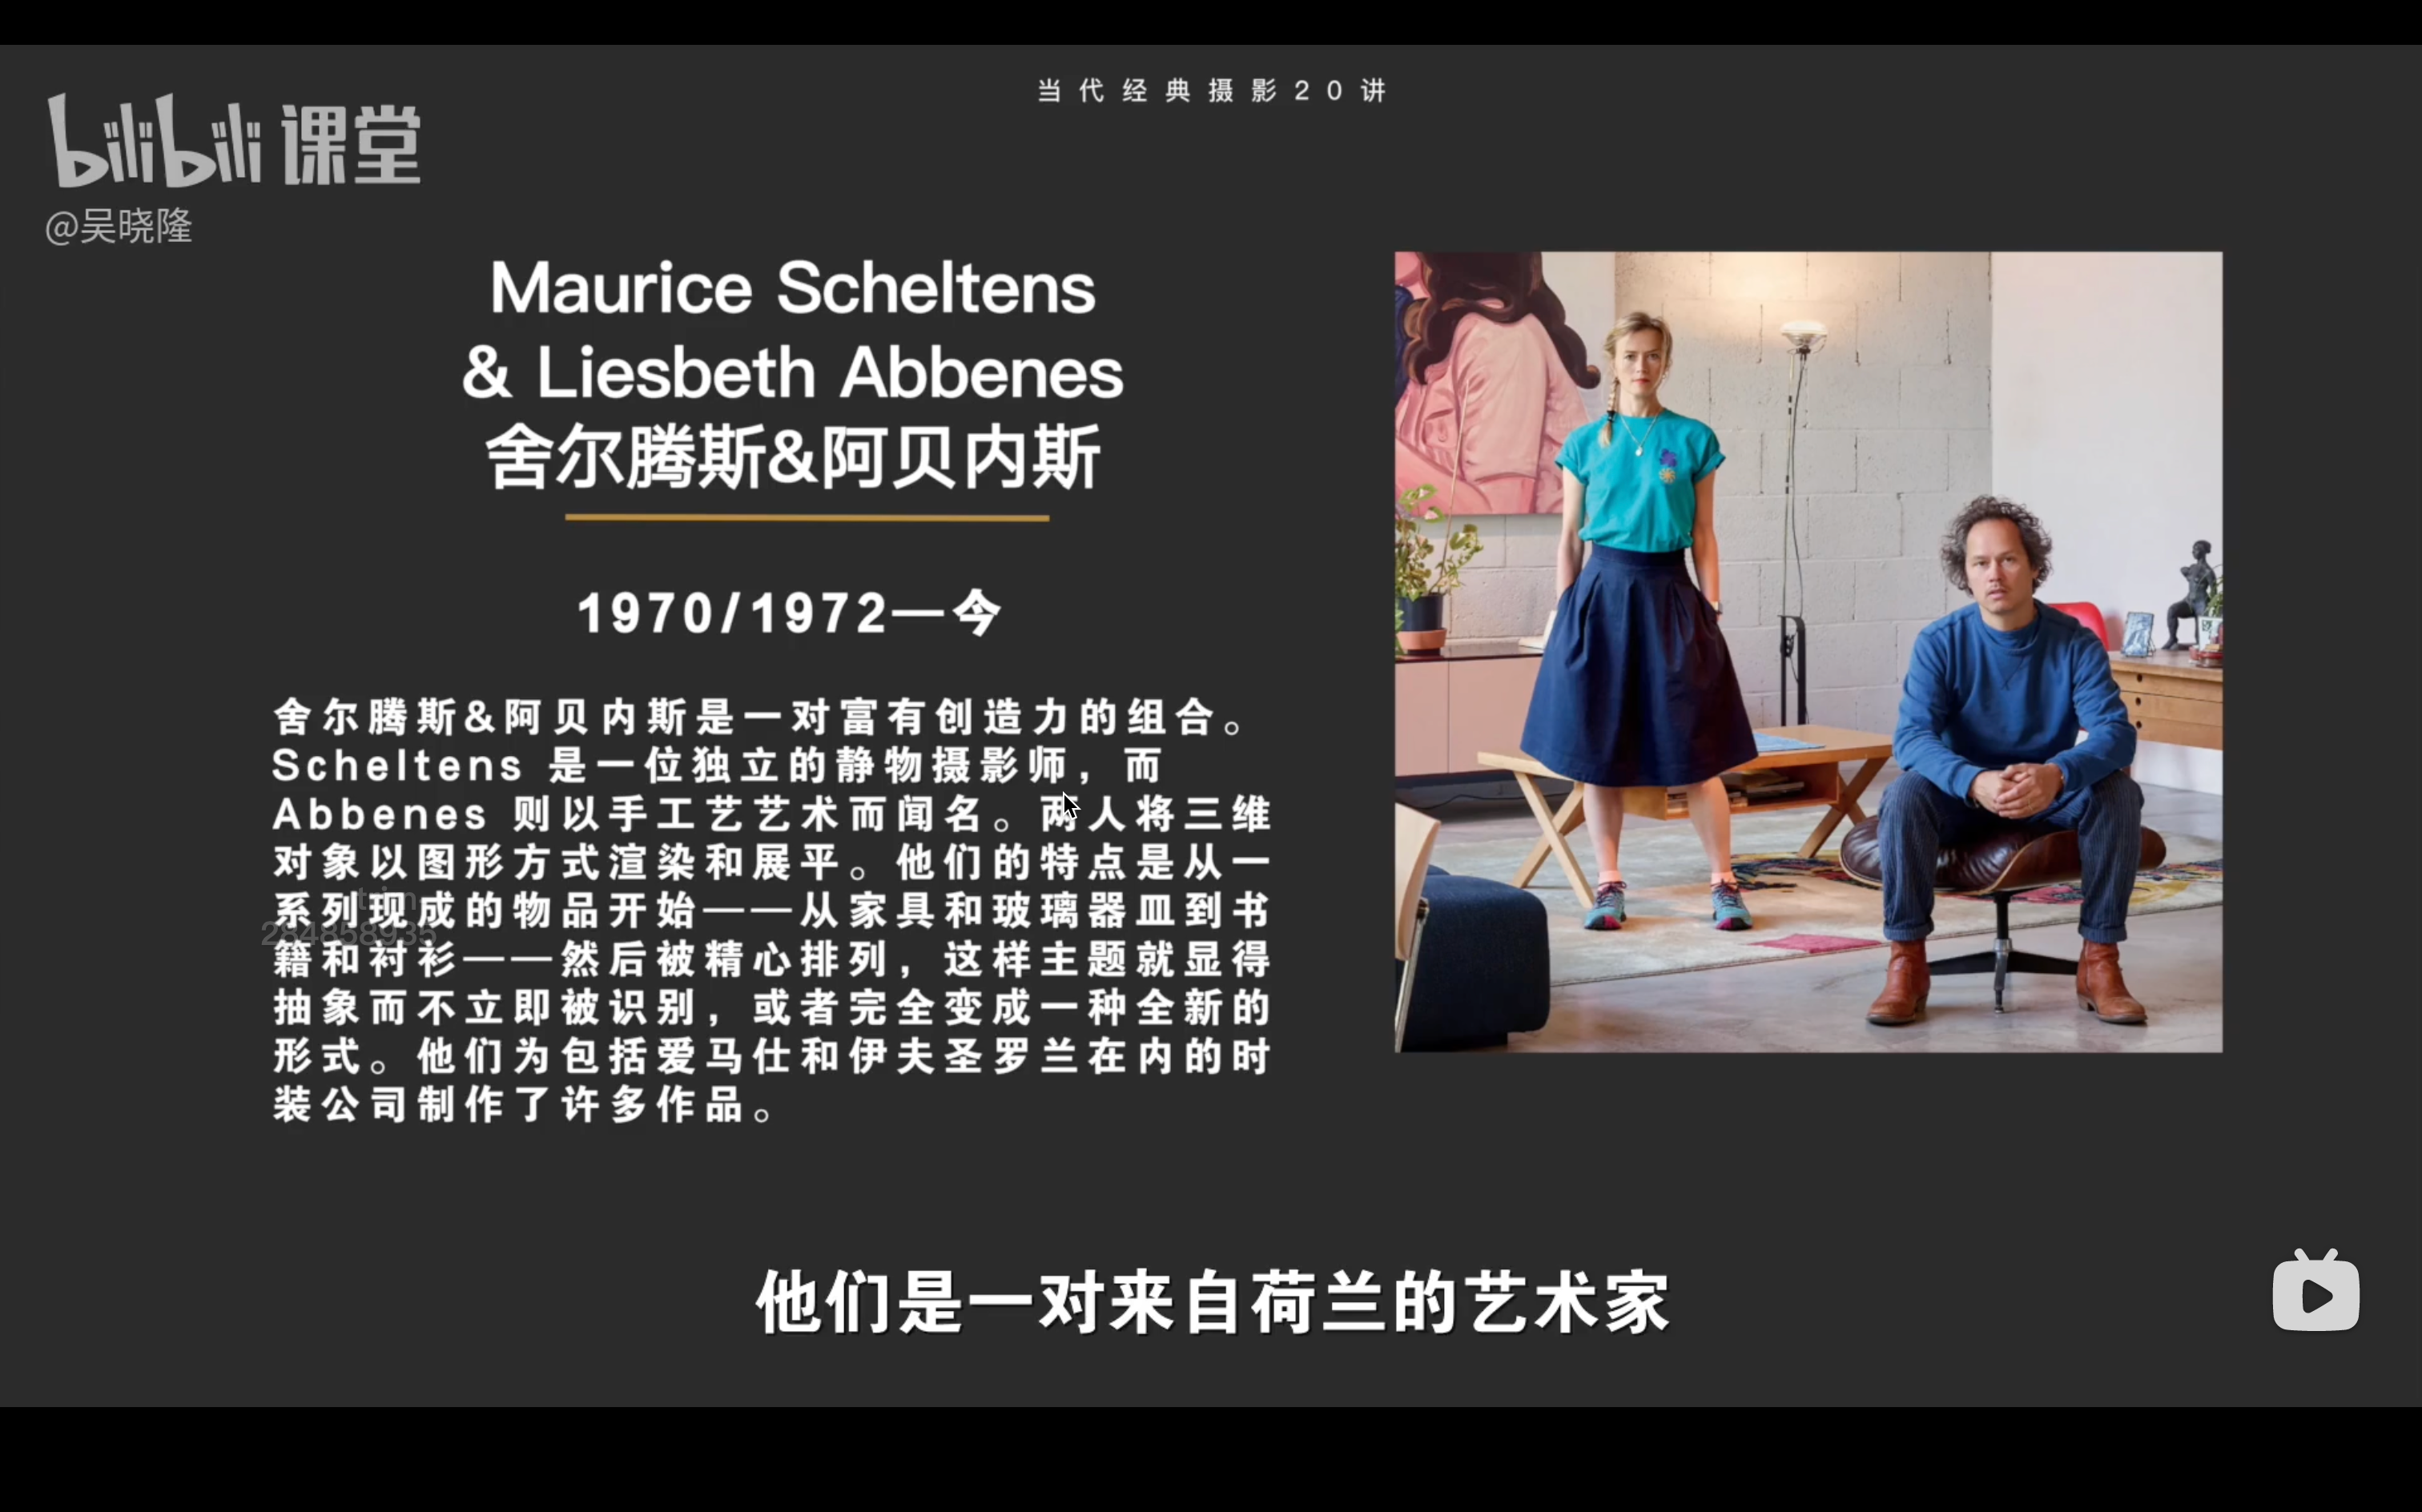 当代经典摄影20讲
bilibili 课堂
@吴晓隆
Maurice Scheltens
& Liesbeth Abbenes
舍尔腾斯&阿贝内斯
1970/1972—今
舍尔腾斯&阿贝内斯是一对富有创造力的组合。
Scheltens 是一位独立的静物摄影师，而
Abbenes 则以手工艺艺术而闻名。两人将三维
对象以图形方式渲染和展平。他们的特点是从一
系列现成的物品开始——从家具和玻璃器皿到书
籍和衬衫——然后被精心排列，这样主题就显得
抽象而不立即被识别，或者完全变成一种全新的
形式。他们为包括爱马仕和伊夫圣罗兰在内的时
装公司制作了许多作品。
284858935
他们是一对来自荷兰的艺术家